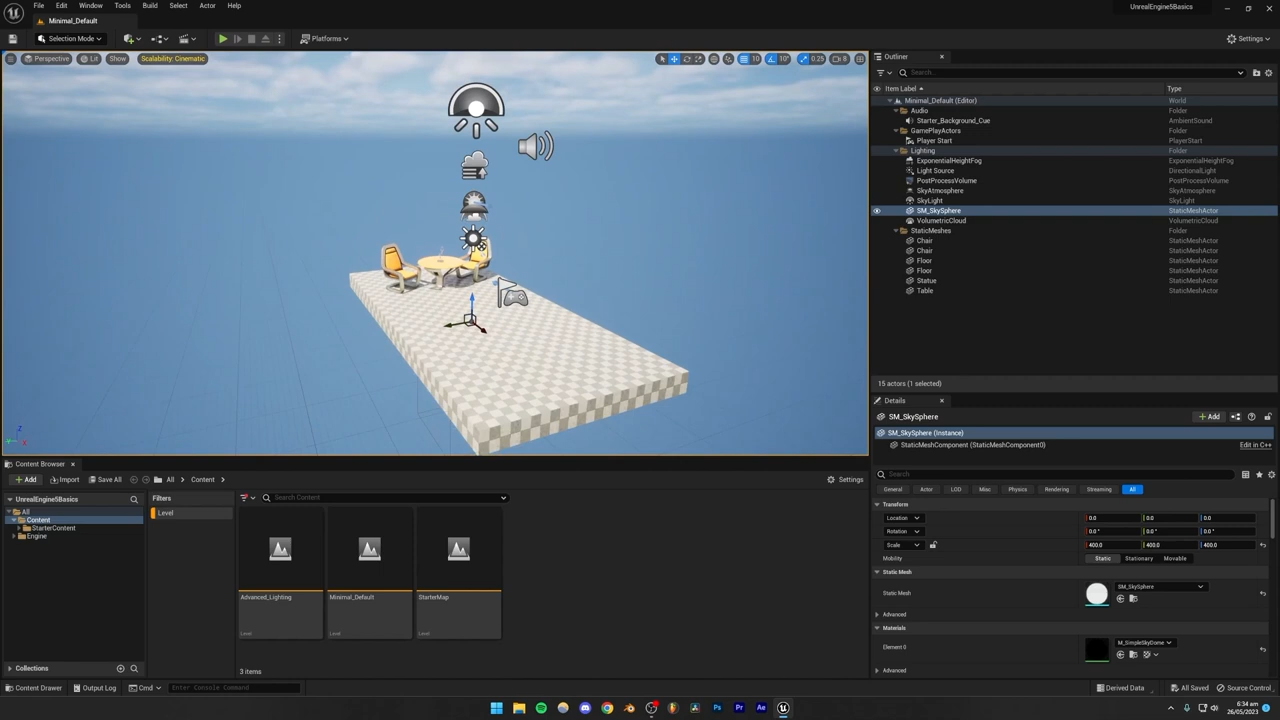 File Edit Window Tools Build Select Actor Help
UnrealEngine5Basics
Minimal_Default
Selection Mode
Platforms
Settings
Perspective Lit Show Scalability: Cinematic
10 10° 0.25 8
Outliner
Search...
Item Label Type
Minimal_Default (Editor) World
Audio Folder
Starter_Background_Cue AmbientSound
GamePlayActors Folder
Player Start PlayerStart
Lighting Folder
ExponentialHeightFog ExponentialHeightFog
Light Source DirectionalLight
PostProcessVolume PostProcessVolume
SkyAtmosphere SkyAtmosphere
SkyLight SkyLight
SM_SkySphere StaticMeshActor
VolumetricCloud VolumetricCloud
StaticMeshes Folder
Chair StaticMeshActor
Chair StaticMeshActor
Floor StaticMeshActor
Floor StaticMeshActor
Statue StaticMeshActor
Table StaticMeshActor
15 actors (1 selected)
Details
SM_SkySphere
Add
SM_SkySphere (Instance)
StaticMeshComponent (StaticMeshComponent0) Edit in C++
Search
General Actor LOD Misc Physics Rendering Streaming All
Transform
Location 0.0 0.0 0.0
Rotation 0.0° 0.0° 0.0°
Scale 400.0 400.0 400.0
Mobility Static Stationary Movable
Static Mesh
Static Mesh SM_SkySphere
Advanced
Materials
Element 0 M_SimpleSkyDome
Advanced
Content Browser
Add Import Save All All Content Settings
UnrealEngine5Basics
All
Content
StarterContent
Engine
Collections
Filters
Level
Search Content
Advanced_Lighting
Level
Minimal_Default
Level
StarterMap
Level
3 items
Content Drawer Output Log Cmd Enter Console Command
Derived Data All Saved Source Control
Ps Pr Ae
6:34 am
26/05/2023